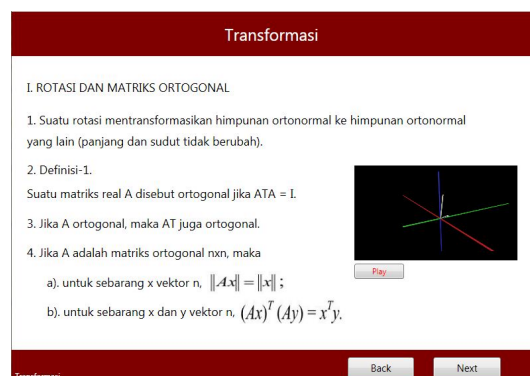 Transformasi
I. ROTASI DAN MATRIKS ORTOGONAL
1. Suatu rotasi mentransformasikan himpunan ortonormal ke himpunan ortonormal
yang lain (panjang dan sudut tidak berubah).
2. Definisi-1.
Suatu matriks real A disebut ortogonal jika ATA = I.
3. Jika A ortogonal, maka AT juga ortogonal.
4. Jika A adalah matriks ortogonal nxn, maka
a). untuk sebarang x vektor n, ‖Ax‖ = ‖x‖ ;
b). untuk sebarang x dan y vektor n, (Ax)ᵀ (Ay) = xᵀy.
Play
Back Next
Transformasi